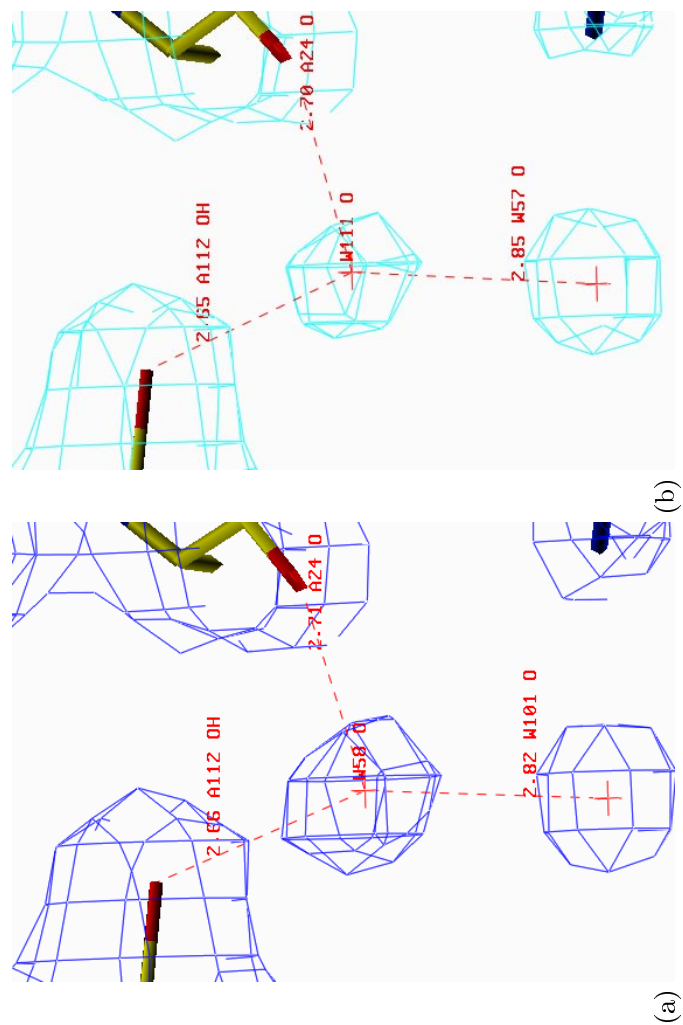 2.70 A24 O
2.65 A112 OH
W111 O
2.85 W57 O
(b)
2.71 A24 O
2.66 A112 OH
W58 O
2.82 W101 O
(a)